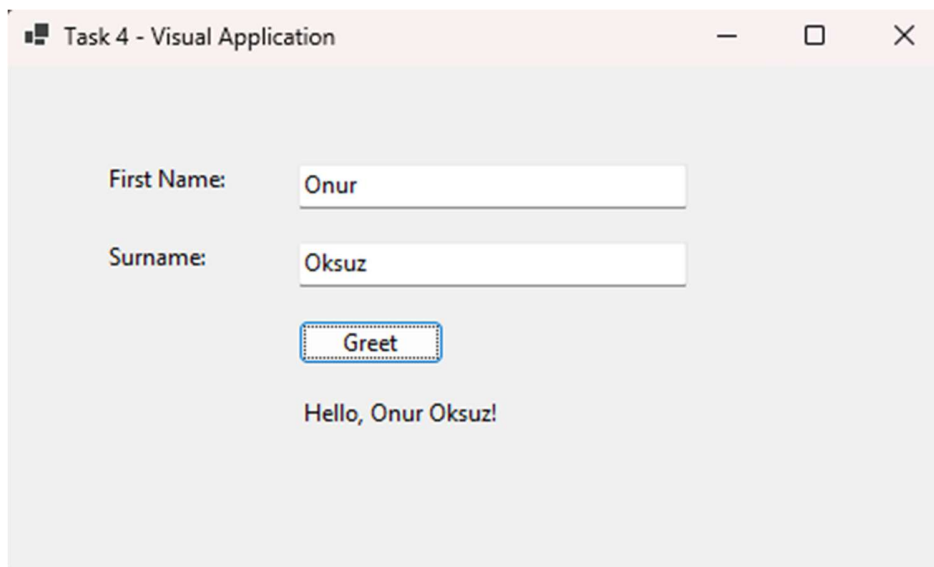 Task 4 - Visual Application
First Name: Onur
Surname: Oksuz
Greet
Hello, Onur Oksuz!